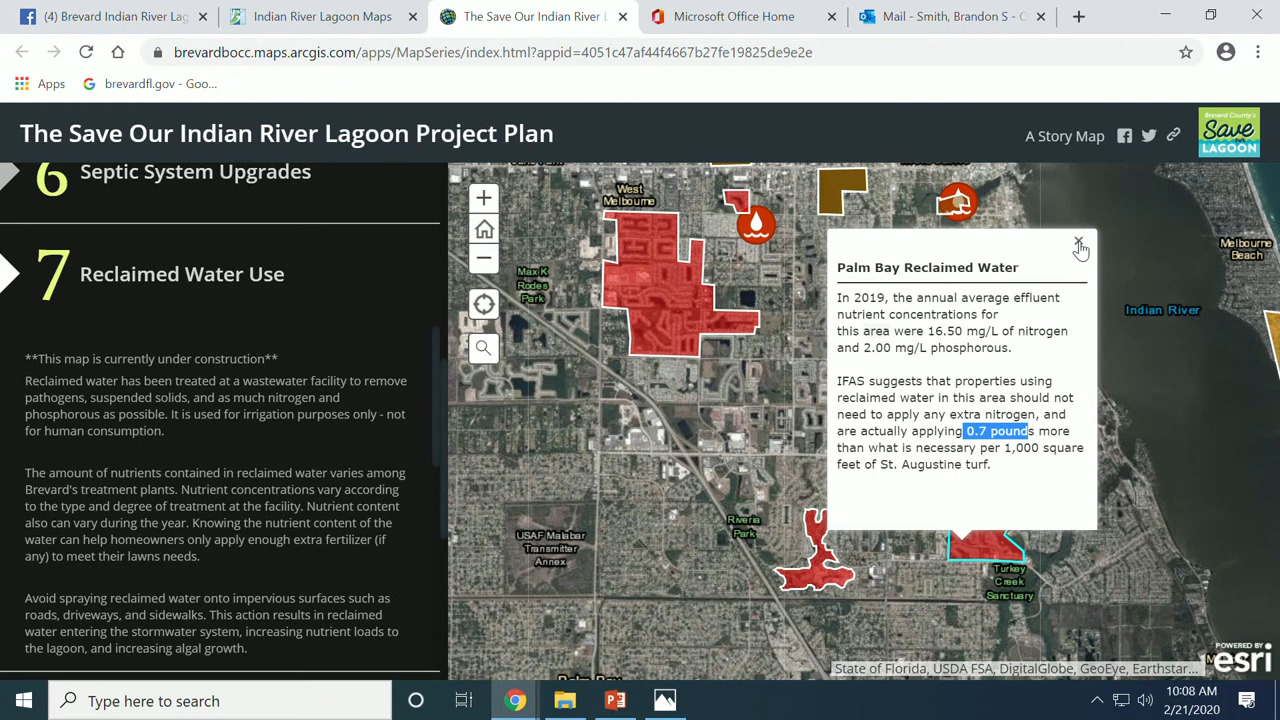 (4) Brevard Indian River Lag
Indian River Lagoon Maps
The Save Our Indian River L
Microsoft Office Home
Mail - Smith, Brandon S - O
brevardbocc.maps.arcgis.com/apps/MapSeries/index.html?appid=4051c47af44f4667b27fe19825de9e2e
Apps
brevardfl.gov - Goo...
The Save Our Indian River Lagoon Project Plan
A Story Map
Brevard County's
Save
LAGOON
6 Septic System Upgrades
7 Reclaimed Water Use
**This map is currently under construction**
Reclaimed water has been treated at a wastewater facility to remove
pathogens, suspended solids, and as much nitrogen and
phosphorous as possible. It is used for irrigation purposes only - not
for human consumption.
The amount of nutrients contained in reclaimed water varies among
Brevard's treatment plants. Nutrient concentrations vary according
to the type and degree of treatment at the facility. Nutrient content
also can vary during the year. Knowing the nutrient content of the
water can help homeowners only apply enough extra fertilizer (if
any) to meet their lawns needs.
Avoid spraying reclaimed water onto impervious surfaces such as
roads, driveways, and sidewalks. This action results in reclaimed
water entering the stormwater system, increasing nutrient loads to
the lagoon, and increasing algal growth.
West
Melbourne
Max K
Rodes
Park
USAF Malabar
Transmitter
Annex
Riveria
Park
Palm Bay
Palm Bay Reclaimed Water
In 2019, the annual average effluent
nutrient concentrations for
this area were 16.50 mg/L of nitrogen
and 2.00 mg/L phosphorous.
IFAS suggests that properties using
reclaimed water in this area should not
need to apply any extra nitrogen, and
are actually applying 0.7 pounds more
than what is necessary per 1,000 square
feet of St. Augustine turf.
Turkey
Creek
Sanctuary
Melbourne
Beach
Indian River
POWERED BY
esri
State of Florida, USDA FSA, DigitalGlobe, GeoEye, Earthstar...
Type here to search
10:08 AM
2/21/2020